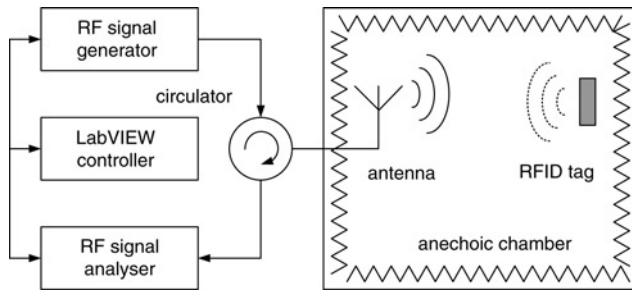 RF signal
generator
circulator
LabVIEW
controller
antenna
RFID tag
RF signal
analyser
anechoic chamber